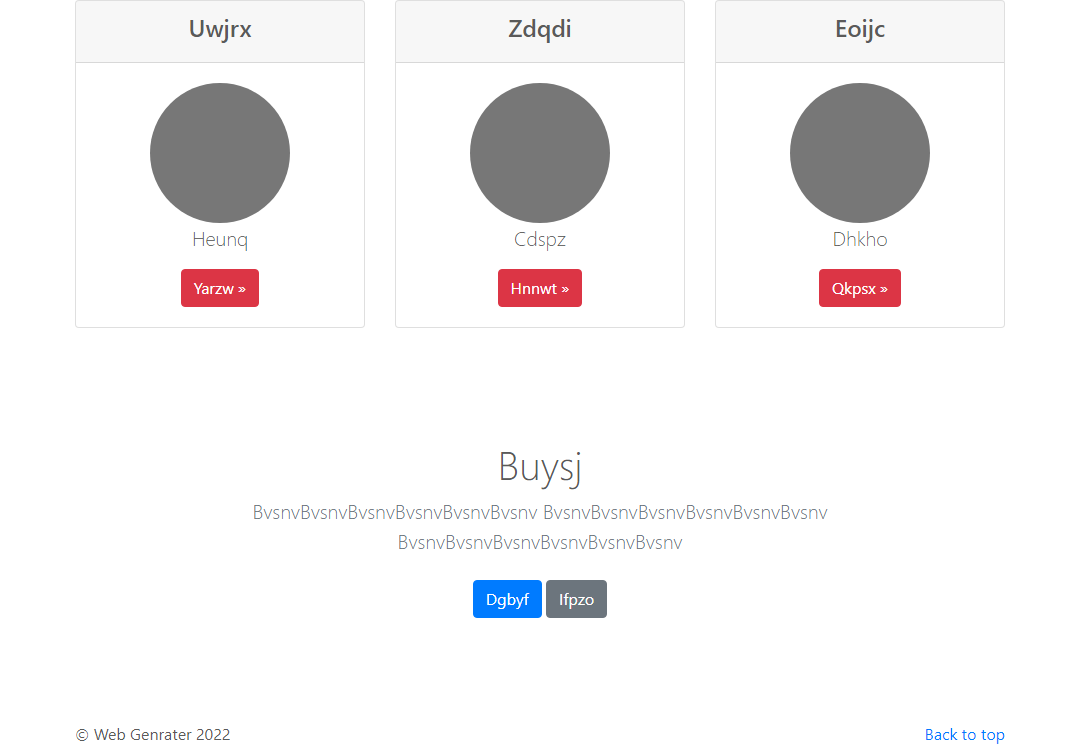 Uwjrx
Zdqdi
Eoijc
Heunq
Cdspz
Dhkho
Yarzw »
Hnnwt »
Qkpsx »
Buysj
BvsnvBvsnvBvsnvBvsnvBvsnvBvsnv BvsnvBvsnvBvsnvBvsnvBvsnvBvsnv
BvsnvBvsnvBvsnvBvsnvBvsnvBvsnv
Dgbyf
Ifpzo
© Web Genrater 2022
Back to top